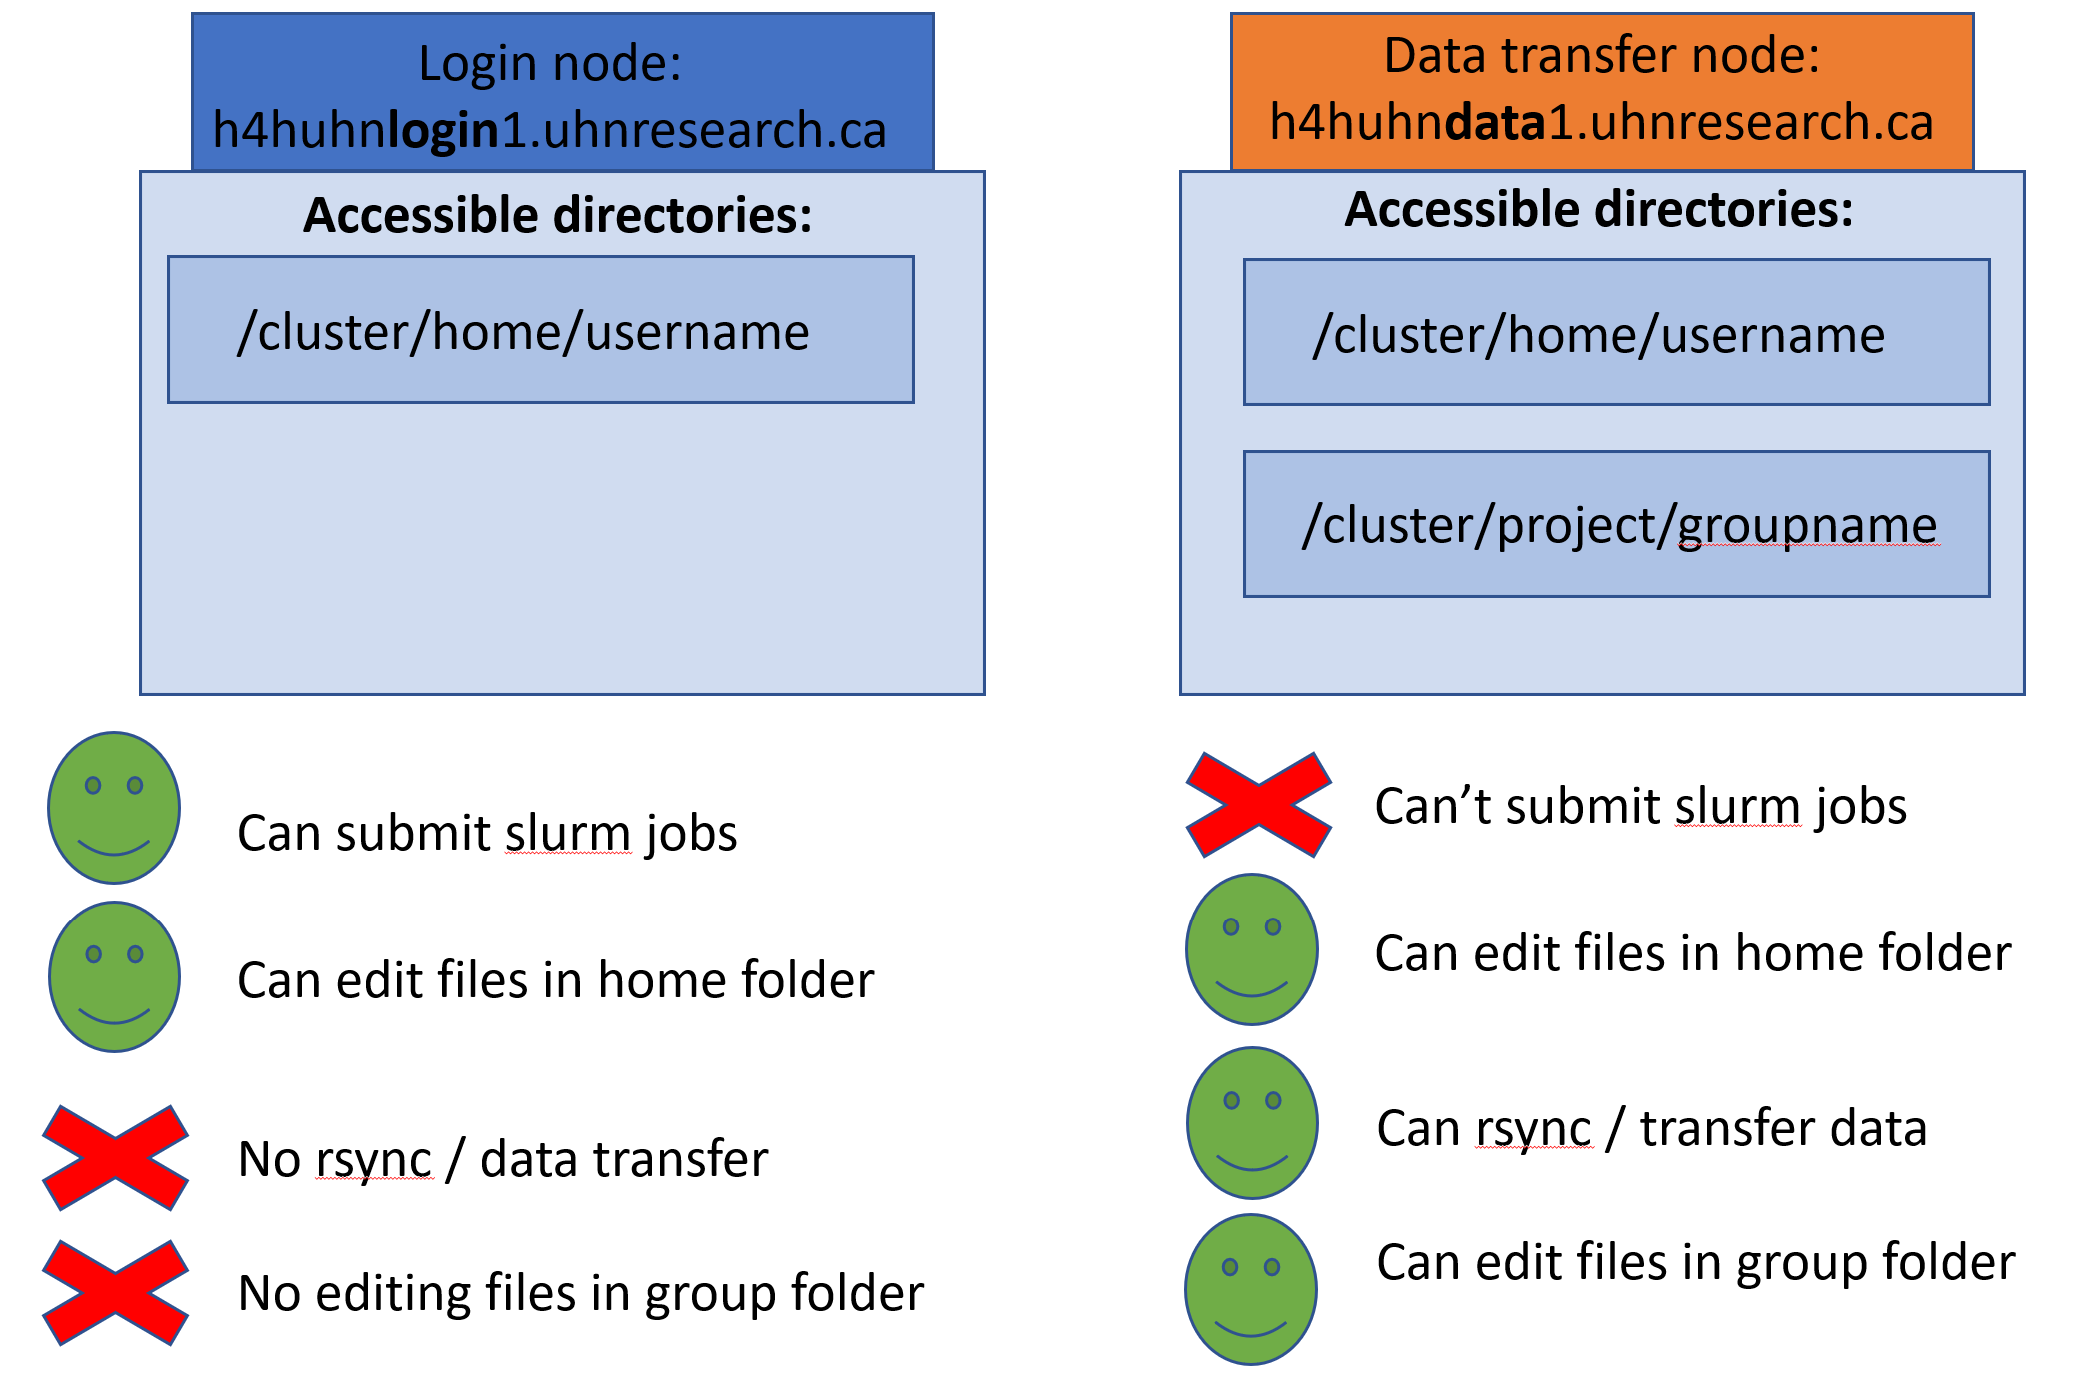 Login node:
h4huhnlogin1.uhnresearch.ca
Accessible directories:
/cluster/home/username
Can submit slurm jobs
Can edit files in home folder
No rsync / data transfer
No editing files in group folder
Data transfer node:
h4huhndata1.uhnresearch.ca
Accessible directories:
/cluster/home/username
/cluster/project/groupname
Can’t submit slurm jobs
Can edit files in home folder
Can rsync / transfer data
Can edit files in group folder